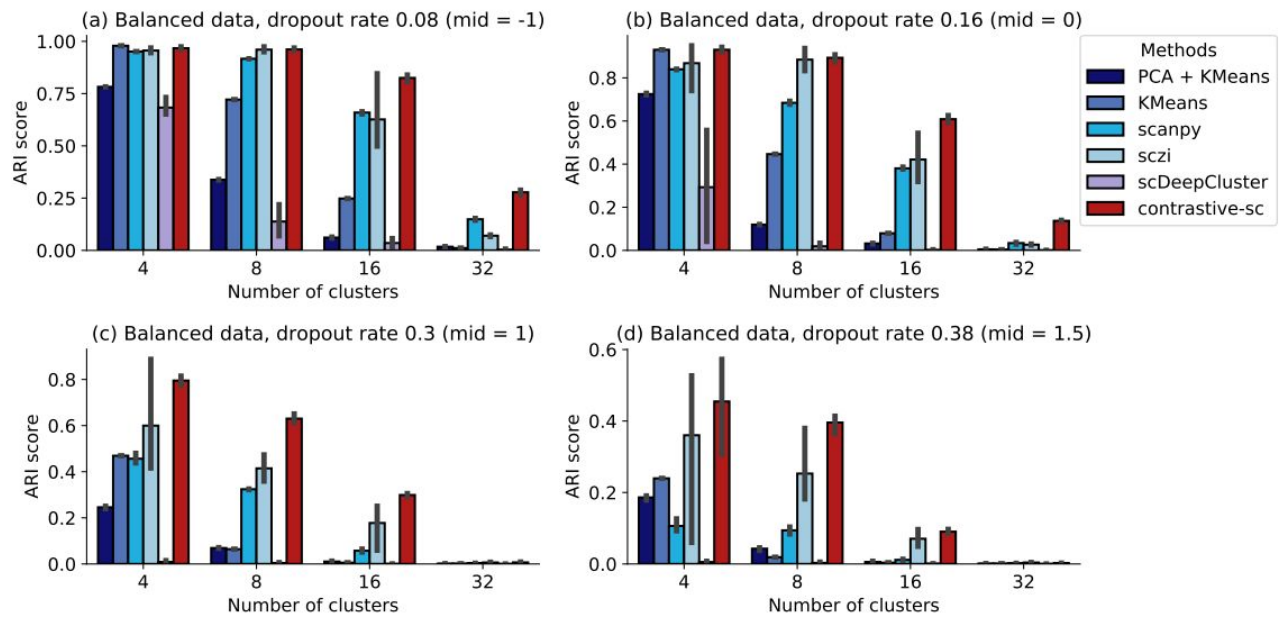 (a) Balanced data, dropout rate 0.08 (mid = -1)
1.00
0.75
0.50
0.25
0.00
ARI score
4 8 16 32
Number of clusters
(b) Balanced data, dropout rate 0.16 (mid = 0)
0.8
0.6
0.4
0.2
0.0
ARI score
4 8 16 32
Number of clusters
Methods
PCA + KMeans
KMeans
scanpy
sczi
scDeepCluster
contrastive-sc
(c) Balanced data, dropout rate 0.3 (mid = 1)
0.8
0.6
0.4
0.2
0.0
ARI score
4 8 16 32
Number of clusters
(d) Balanced data, dropout rate 0.38 (mid = 1.5)
0.6
0.4
0.2
0.0
ARI score
4 8 16 32
Number of clusters